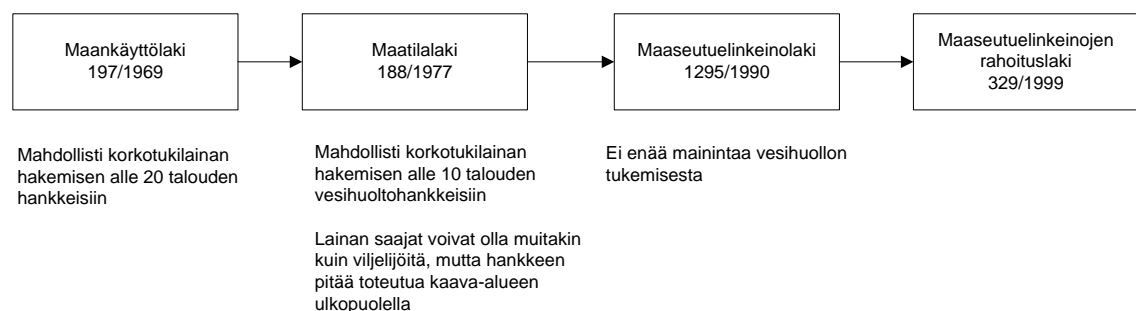 Maankäyttölaki
197/1969
Maatilalaki
188/1977
Maaseutuelinkeinolaki
1295/1990
Maaseutuelinkeinojen
rahoituslaki
329/1999
Mahdollisti korkotukilainan
hakemisen alle 20 talouden
hankkeisiin
Mahdollisti korkotukilainan
hakemisen alle 10 talouden
vesihuoltohankkeisiin
Lainan saajat voivat olla muitakin
kuin viljelijöitä, mutta hankkeen
pitää toteutua kaava-alueen
ulkopuolella
Ei enää mainintaa vesihuollon
tukemisesta